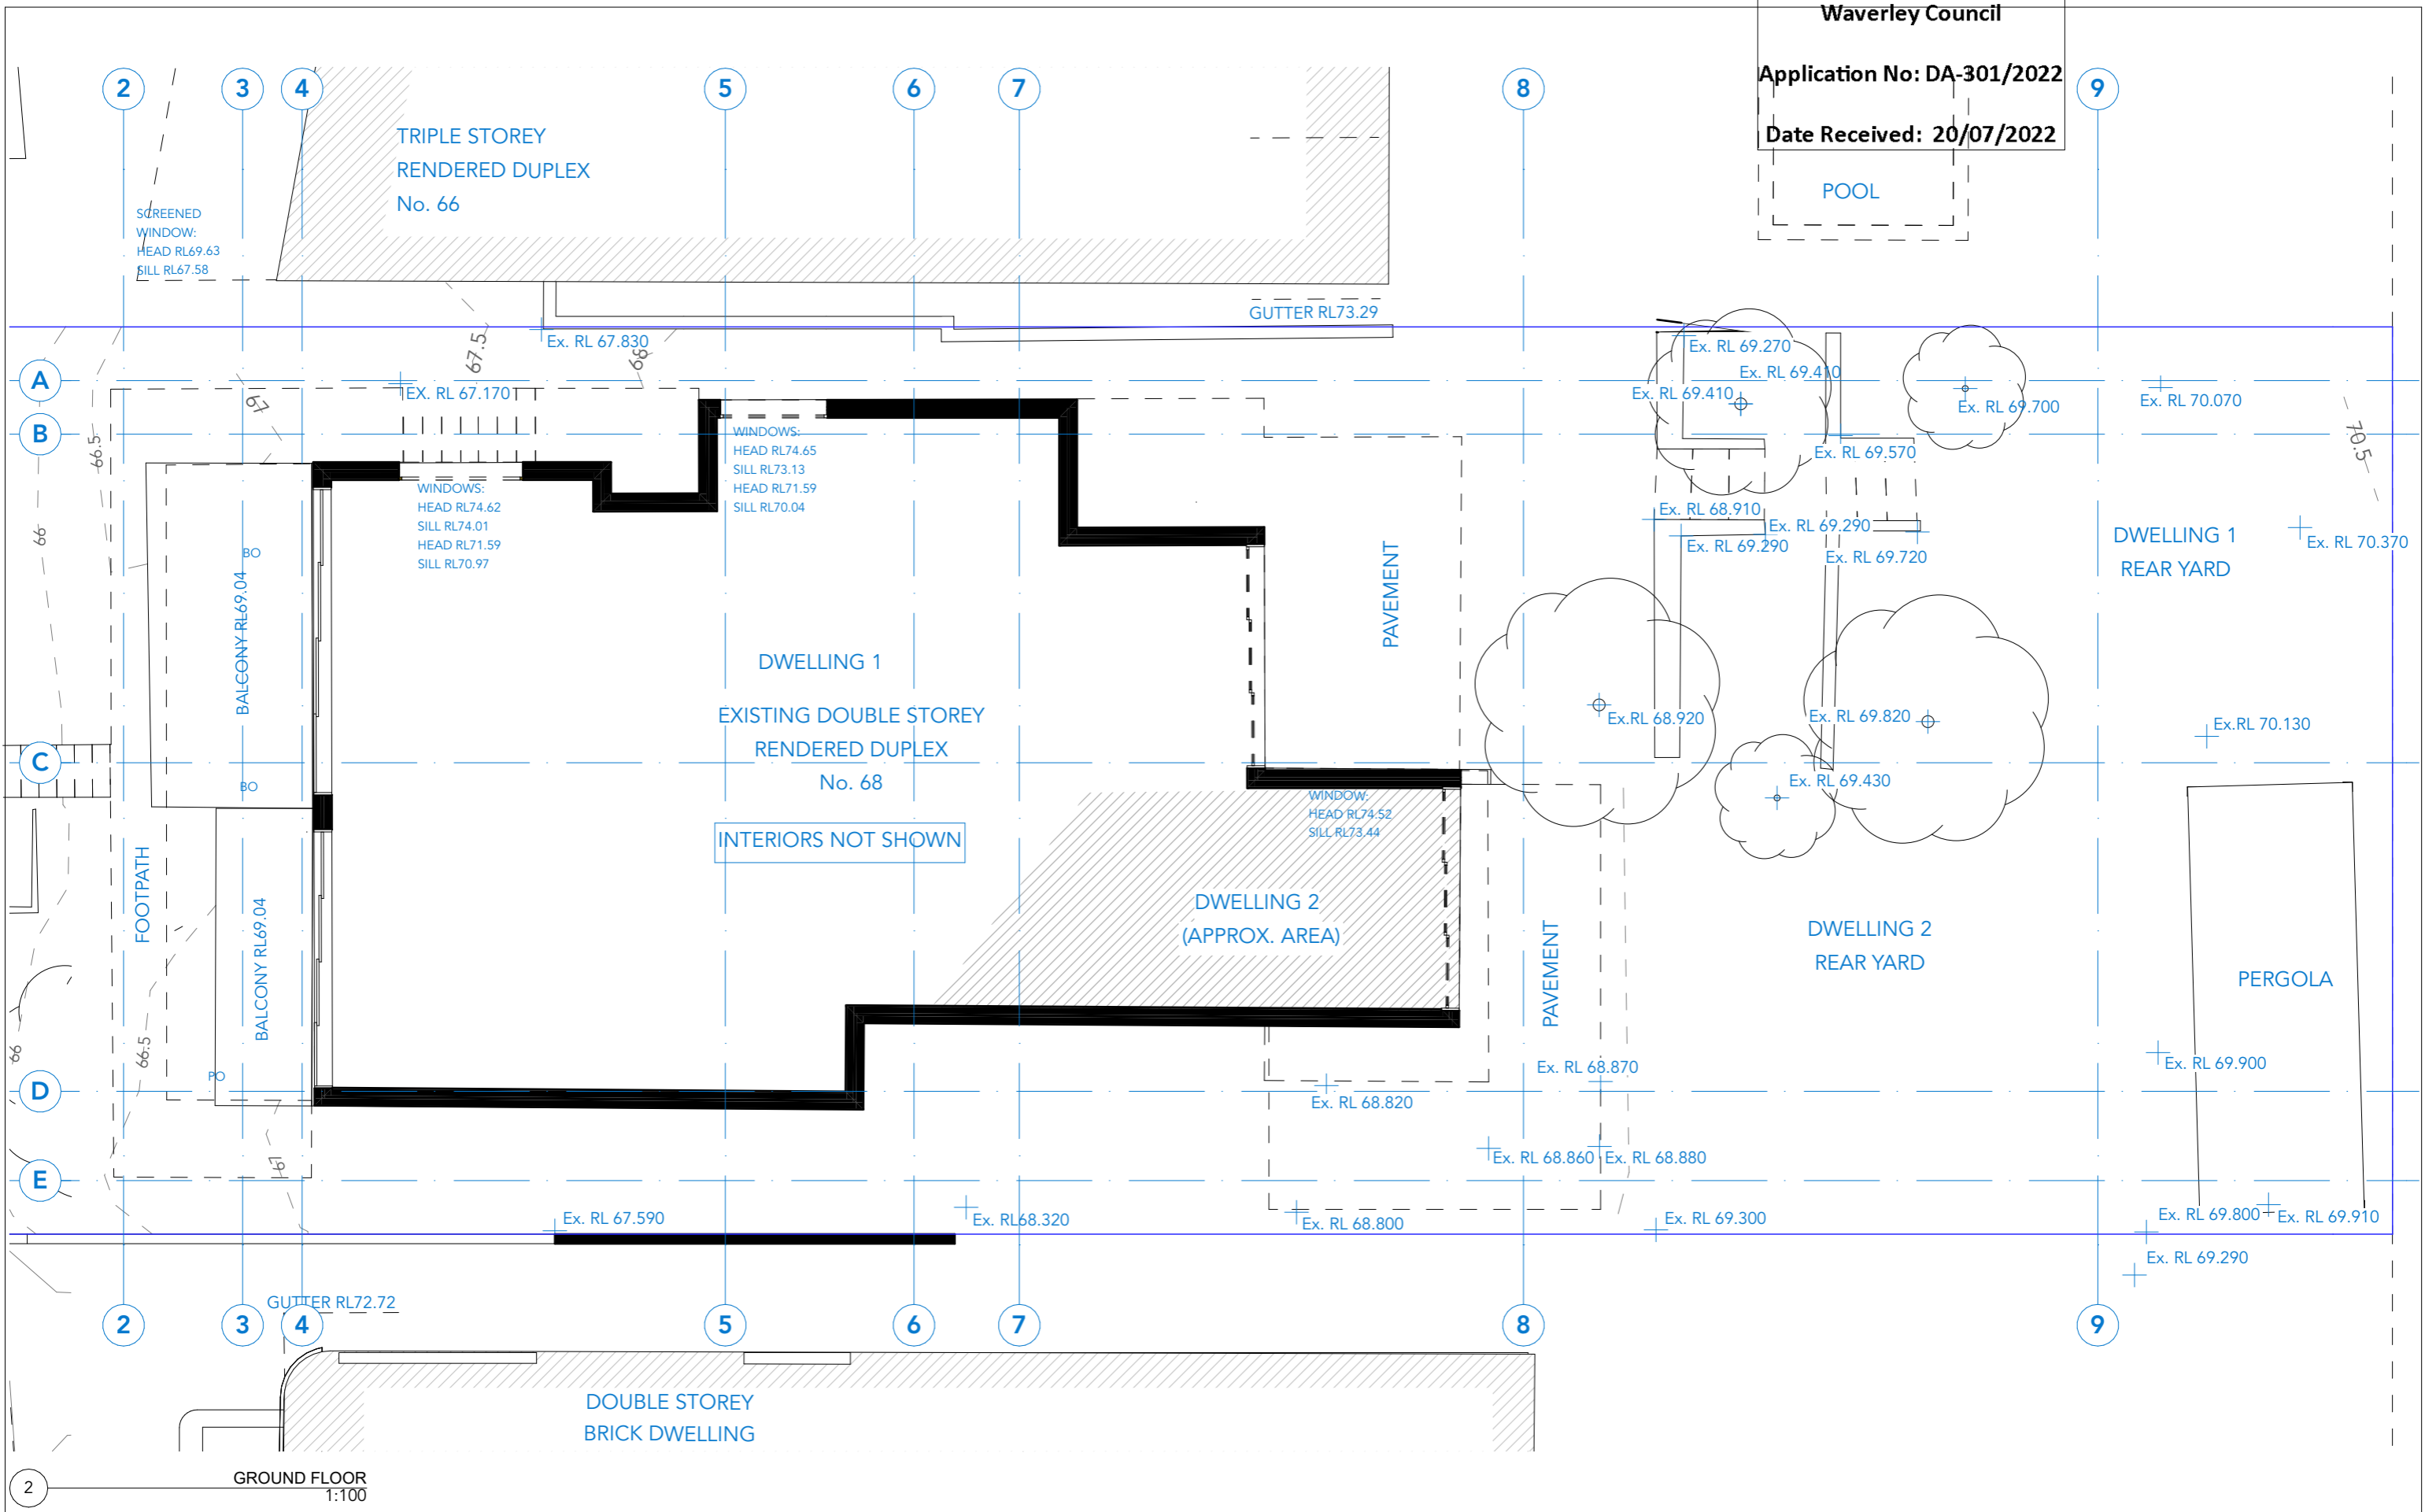 Waverley Council
Application No: DA-301/2022
Date Received: 20/07/2022
2
3
4
5
6
7
8
9
TRIPLE STOREY
RENDERED DUPLEX
No. 66
POOL
SCREENED
WINDOW:
HEAD RL69.63
SILL RL67.58
GUTTER RL73.29
Ex. RL 67.830
67.5
68
Ex. RL 69.270
A
EX. RL 67.170
67
Ex. RL 69.410
Ex. RL 69.410
Ex. RL 69.700
Ex. RL 70.070
B
66.5
WINDOWS:
HEAD RL74.65
SILL RL73.13
HEAD RL71.59
SILL RL70.04
Ex. RL 69.570
70.5
WINDOWS:
HEAD RL74.62
SILL RL74.01
HEAD RL71.59
SILL RL70.97
Ex. RL 68.910
Ex. RL 69.290
Ex. RL 69.290
Ex. RL 69.720
DWELLING 1
REAR YARD
Ex. RL 70.370
66
BO
BALCONY RL69.04
PAVEMENT
DWELLING 1
EXISTING DOUBLE STOREY
RENDERED DUPLEX
No. 68
Ex.RL 68.920
Ex. RL 69.820
Ex.RL 70.130
C
BO
Ex. RL 69.430
WINDOW:
HEAD RL74.52
SILL RL73.44
INTERIORS NOT SHOWN
FOOTPATH
BALCONY RL69.04
DWELLING 2
(APPROX. AREA)
PAVEMENT
DWELLING 2
REAR YARD
PERGOLA
66
66.5
PO
Ex. RL 68.870
Ex. RL 69.900
D
Ex. RL 68.820
67
Ex. RL 68.860
Ex. RL 68.880
E
Ex. RL 67.590
Ex. RL68.320
Ex. RL 68.800
Ex. RL 69.300
Ex. RL 69.800
Ex. RL 69.910
Ex. RL 69.290
GUTTER RL72.72
2
3
4
5
6
7
8
9
DOUBLE STOREY
BRICK DWELLING
2
GROUND FLOOR
1:100